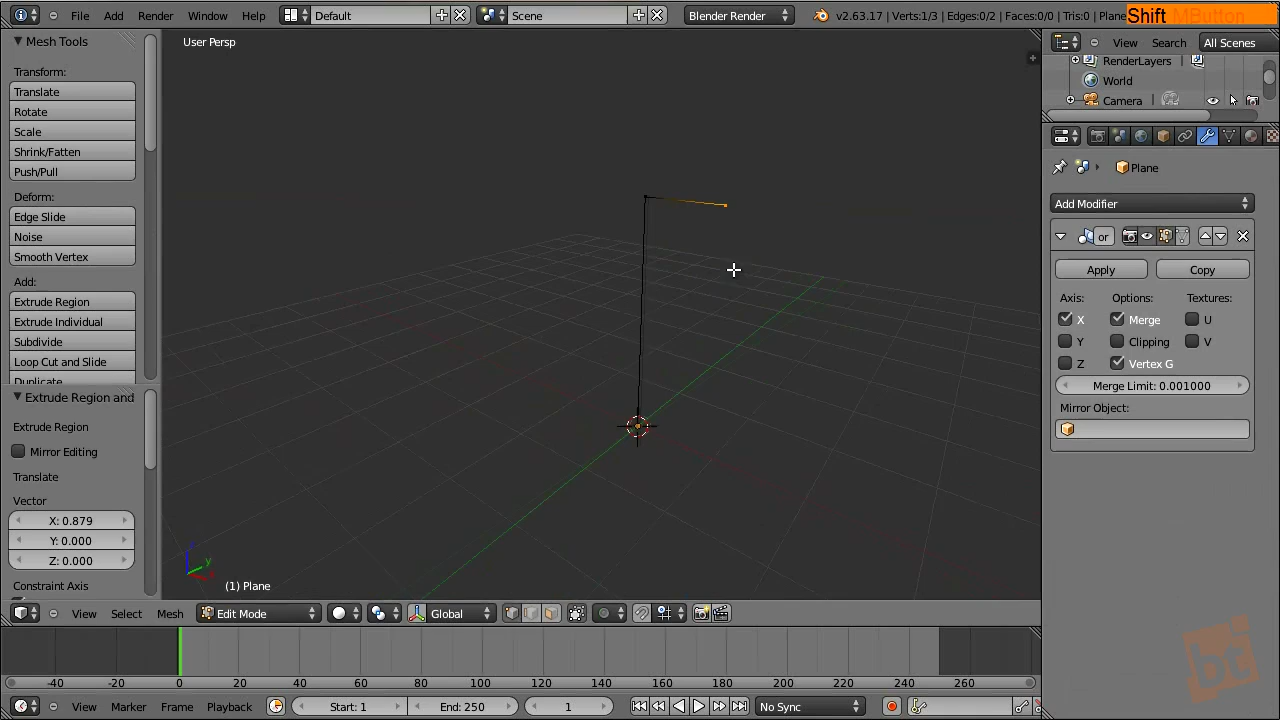 File Add Render Window Help Default Scene Blender Render v2.63.17 | Verts:1/3 | Edges:0/2 | Faces:0/0 | Tris:0 | Plane Shift MButton
Mesh Tools
Transform:
Translate
Rotate
Scale
Shrink/Fatten
Push/Pull
Deform:
Edge Slide
Noise
Smooth Vertex
Add:
Extrude Region
Extrude Individual
Subdivide
Loop Cut and Slide
Duplicate
Extrude Region and
Extrude Region
Mirror Editing
Translate
Vector
X: 0.879
Y: 0.000
Z: 0.000
Constraint Axis
User Persp
z
y
(1) Plane
View Select Mesh Edit Mode Global
View Search All Scenes
RenderLayers
World
Camera
Plane
Add Modifier
or
Apply Copy
Axis: Options: Textures:
X Merge U
Y Clipping V
Z Vertex G
Merge Limit: 0.001000
Mirror Object:
-40 -20 0 20 40 60 80 100 120 140 160 180 200 220 240 260
View Marker Frame Playback Start: 1 End: 250 1 No Sync
bt